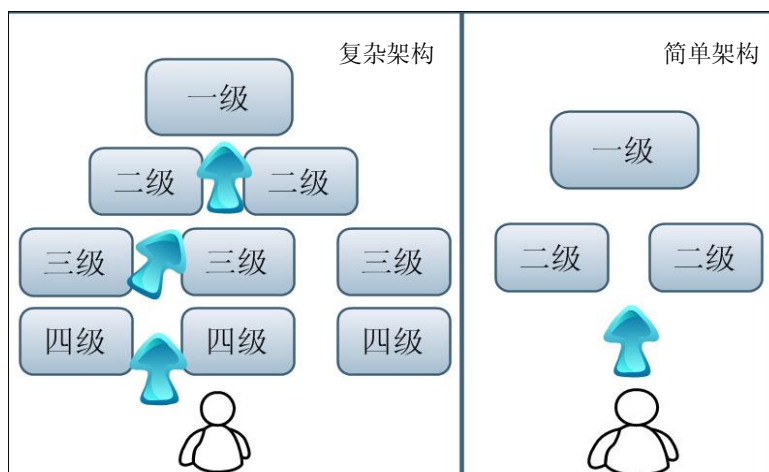 复杂架构
一级
二级 二级
三级 三级 三级
四级 四级 四级
简单架构
一级
二级 二级